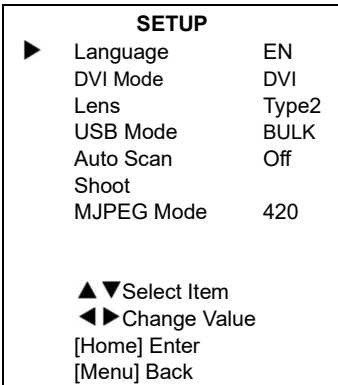 SETUP
▶ Language EN
DVI Mode DVI
Lens Type2
USB Mode BULK
Auto Scan Off
Shoot
MJPEG Mode 420
▲▼Select Item
◀▶Change Value
[Home] Enter
[Menu] Back